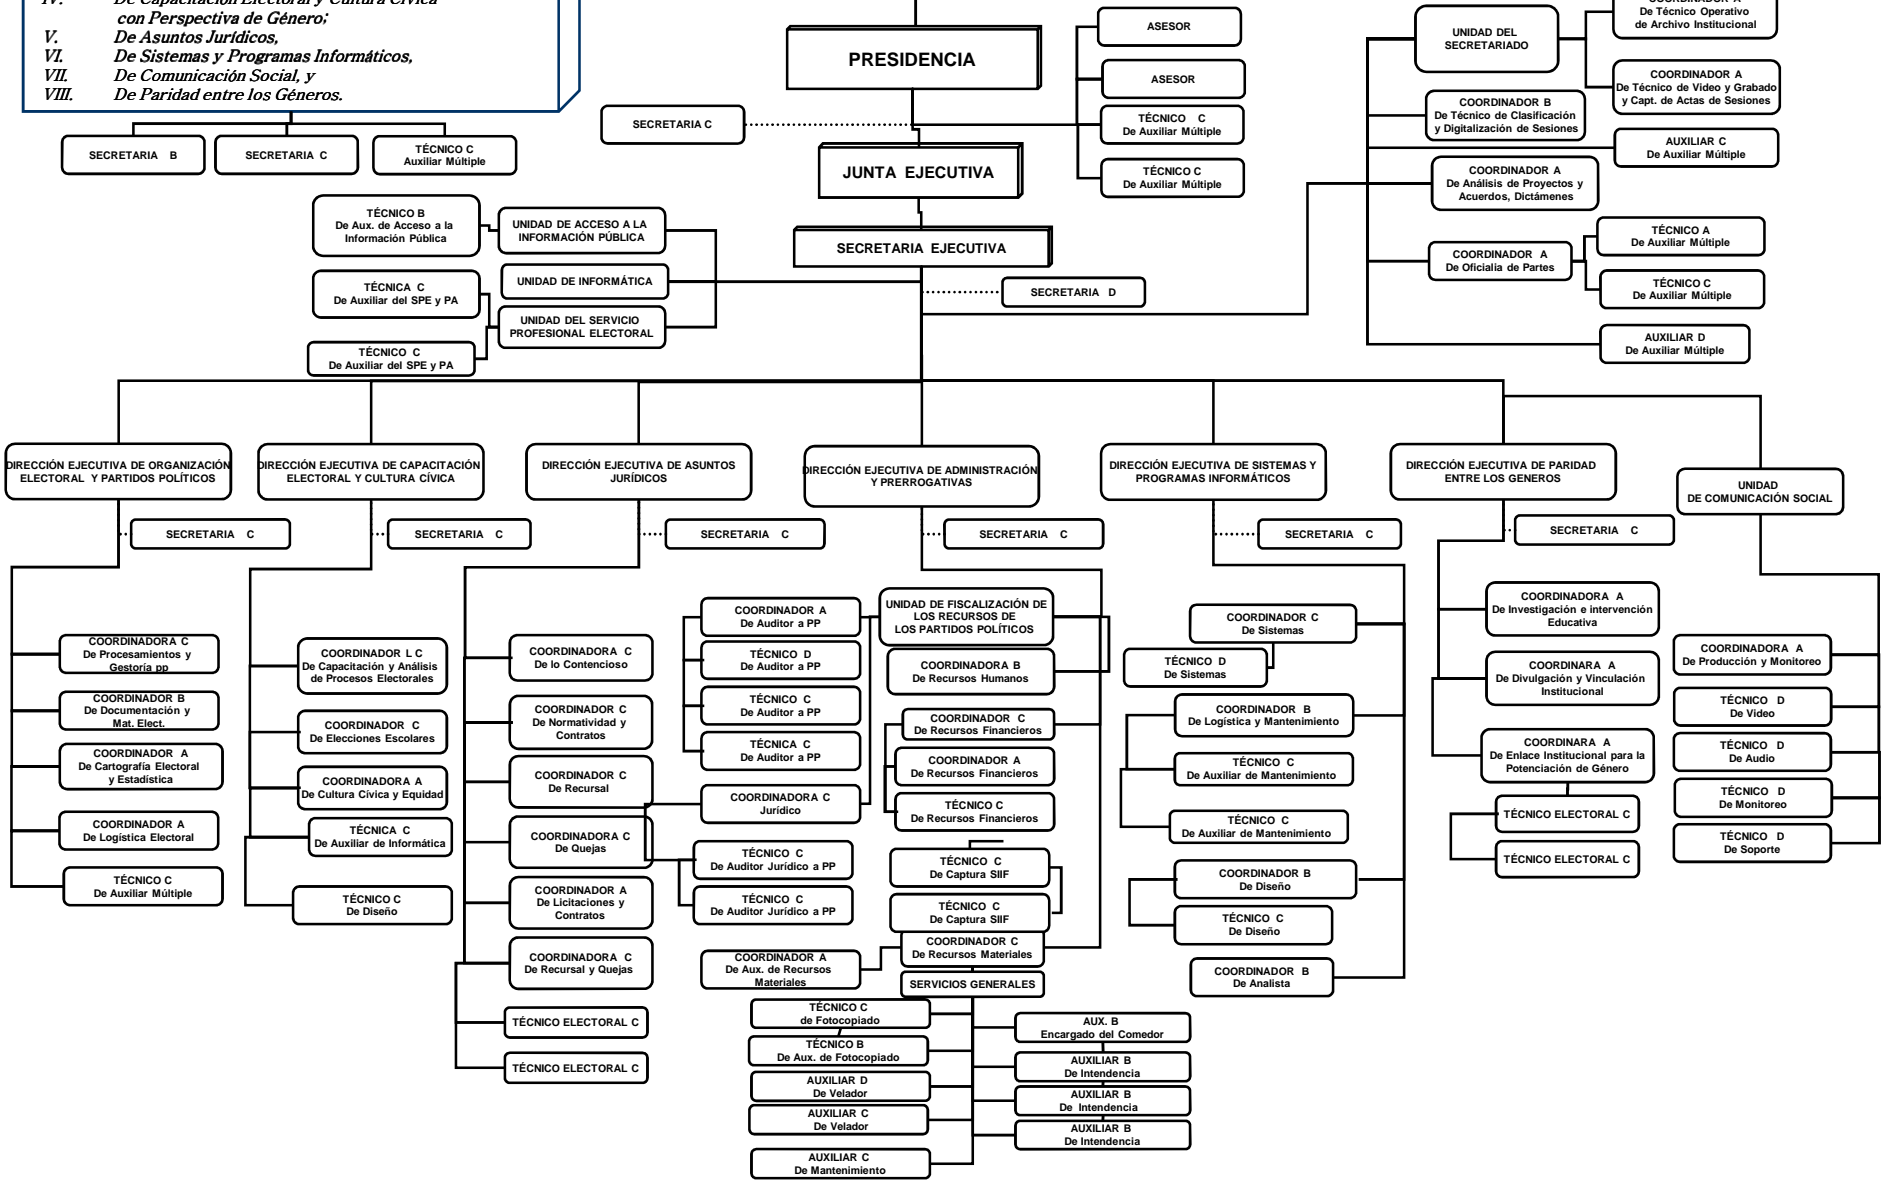 IV. De Capacitación Electoral y Cultura Cívica
con Perspectiva de Género;
V. De Asuntos Jurídicos,
VI. De Sistemas y Programas Informáticos,
VII. De Comunicación Social, y
VIII. De Paridad entre los Géneros.
SECRETARIA B
SECRETARIA C
TÉCNICO C
Auxiliar Múltiple
PRESIDENCIA
SECRETARIA C
ASESOR
ASESOR
TÉCNICO C
De Auxiliar Múltiple
TÉCNICO C
De Auxiliar Múltiple
JUNTA EJECUTIVA
SECRETARIA EJECUTIVA
SECRETARIA D
TÉCNICO B
De Aux. de Acceso a la
Información Pública
UNIDAD DE ACCESO A LA
INFORMACIÓN PÚBLICA
UNIDAD DE INFORMÁTICA
TÉCNICA C
De Auxiliar del SPE y PA
UNIDAD DEL SERVICIO
PROFESIONAL ELECTORAL
TÉCNICO C
De Auxiliar del SPE y PA
UNIDAD DEL
SECRETARIADO
COORDINADOR A
De Técnico Operativo
de Archivo Institucional
COORDINADOR A
De Técnico de Video y Grabado
y Capt. de Actas de Sesiones
COORDINADOR B
De Técnico de Clasificación
y Digitalización de Sesiones
AUXILIAR C
De Auxiliar Múltiple
COORDINADOR A
De Análisis de Proyectos y
Acuerdos, Dictámenes
COORDINADOR A
De Oficialia de Partes
TÉCNICO A
De Auxiliar Múltiple
TÉCNICO C
De Auxiliar Múltiple
AUXILIAR D
De Auxiliar Múltiple
DIRECCIÓN EJECUTIVA DE ORGANIZACIÓN
ELECTORAL Y PARTIDOS POLÍTICOS
SECRETARIA C
COORDINADORA C
De Procesamientos y
Gestoría pp
COORDINADOR B
De Documentación y
Mat. Elect.
COORDINADOR A
De Cartografía Electoral
y Estadística
COORDINADOR A
De Logística Electoral
TÉCNICO C
De Auxiliar Múltiple
DIRECCIÓN EJECUTIVA DE CAPACITACIÓN
ELECTORAL Y CULTURA CÍVICA
SECRETARIA C
COORDINADOR L C
De Capacitación y Análisis
de Procesos Electorales
COORDINADOR C
De Elecciones Escolares
COORDINADORA A
De Cultura Cívica y Equidad
TÉCNICA C
De Auxiliar de Informática
TÉCNICO C
De Diseño
DIRECCIÓN EJECUTIVA DE ASUNTOS
JURÍDICOS
SECRETARIA C
COORDINADORA C
De lo Contencioso
COORDINADOR C
De Normatividad y
Contratos
COORDINADOR C
De Recursal
COORDINADORA C
De Quejas
COORDINADOR A
De Licitaciones y
Contratos
COORDINADORA C
De Recursal y Quejas
TÉCNICO ELECTORAL C
TÉCNICO ELECTORAL C
DIRECCIÓN EJECUTIVA DE ADMINISTRACIÓN
Y PRERROGATIVAS
SECRETARIA C
UNIDAD DE FISCALIZACIÓN DE
LOS RECURSOS DE
LOS PARTIDOS POLÍTICOS
COORDINADOR A
De Auditor a PP
TÉCNICO D
De Auditor a PP
TÉCNICO C
De Auditor a PP
TÉCNICA C
De Auditor a PP
COORDINADORA C
Jurídico
TÉCNICO C
De Auditor Jurídico a PP
TÉCNICO C
De Auditor Jurídico a PP
COORDINADORA B
De Recursos Humanos
COORDINADOR C
De Recursos Financieros
COORDINADOR A
De Recursos Financieros
TÉCNICO C
De Recursos Financieros
TÉCNICO C
De Captura SIIF
TÉCNICO C
De Captura SIIF
COORDINADOR C
De Recursos Materiales
COORDINADOR A
De Aux. de Recursos
Materiales
SERVICIOS GENERALES
TÉCNICO C
de Fotocopiado
TÉCNICO B
De Aux. de Fotocopiado
AUXILIAR D
De Velador
AUXILIAR C
De Velador
AUXILIAR C
De Mantenimiento
AUX. B
Encargado del Comedor
AUXILIAR B
De Intendencia
AUXILIAR B
De Intendencia
AUXILIAR B
De Intendencia
DIRECCIÓN EJECUTIVA DE SISTEMAS Y
PROGRAMAS INFORMÁTICOS
SECRETARIA C
COORDINADOR C
De Sistemas
TÉCNICO D
De Sistemas
COORDINADOR B
De Logística y Mantenimiento
TÉCNICO C
De Auxiliar de Mantenimiento
TÉCNICO C
De Auxiliar de Mantenimiento
COORDINADOR B
De Diseño
TÉCNICO C
De Diseño
COORDINADOR B
De Analista
DIRECCIÓN EJECUTIVA DE PARIDAD
ENTRE LOS GENEROS
SECRETARIA C
COORDINADORA A
De Investigación e intervención
Educativa
COORDINARA A
De Divulgación y Vinculación
Institucional
COORDINARA A
De Enlace Institucional para la
Potenciación de Género
TÉCNICO ELECTORAL C
TÉCNICO ELECTORAL C
UNIDAD
DE COMUNICACIÓN SOCIAL
COORDINADORA A
De Producción y Monitoreo
TÉCNICO D
De Video
TÉCNICO D
De Audio
TÉCNICO D
De Monitoreo
TÉCNICO D
De Soporte